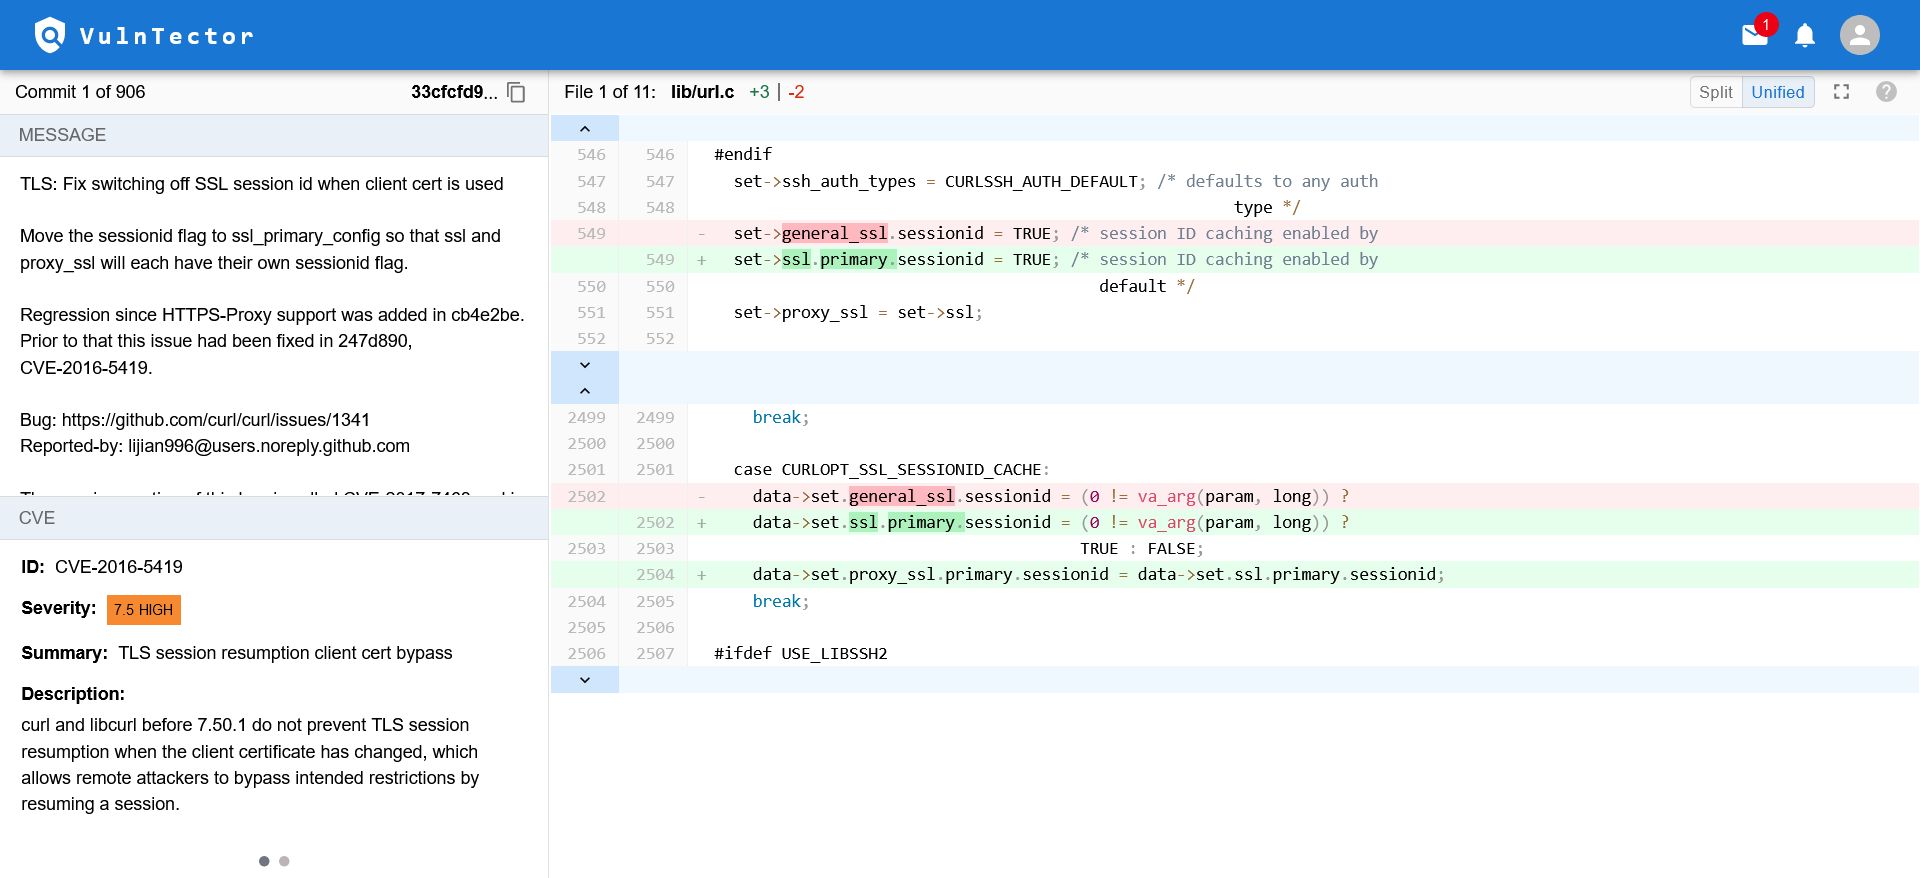 VulnTector
1
Commit 1 of 906
33cfcfd9...
MESSAGE
TLS: Fix switching off SSL session id when client cert is used
Move the sessionid flag to ssl_primary_config so that ssl and
proxy_ssl will each have their own sessionid flag.
Regression since HTTPS-Proxy support was added in cb4e2be.
Prior to that this issue had been fixed in 247d890,
CVE-2016-5419.
Bug: https://github.com/curl/curl/issues/1341
Reported-by: lijian996@users.noreply.github.com
CVE
ID: CVE-2016-5419
Severity: 7.5 HIGH
Summary: TLS session resumption client cert bypass
Description:
curl and libcurl before 7.50.1 do not prevent TLS session
resumption when the client certificate has changed, which
allows remote attackers to bypass intended restrictions by
resuming a session.
File 1 of 11: lib/url.c +3 | -2
Split Unified ?
546 546 #endif
547 547 set->ssh_auth_types = CURLSSH_AUTH_DEFAULT; /* defaults to any auth
548 548 type */
549 - set->general_ssl.sessionid = TRUE; /* session ID caching enabled by
549 + set->ssl.primary.sessionid = TRUE; /* session ID caching enabled by
550 550 default */
551 551 set->proxy_ssl = set->ssl;
552 552
2499 2499 break;
2500 2500
2501 2501 case CURLOPT_SSL_SESSIONID_CACHE:
2502 - data->set.general_ssl.sessionid = (0 != va_arg(param, long)) ?
2502 + data->set.ssl.primary.sessionid = (0 != va_arg(param, long)) ?
2503 2503 TRUE : FALSE;
2504 + data->set.proxy_ssl.primary.sessionid = data->set.ssl.primary.sessionid;
2504 2505 break;
2505 2506
2506 2507 #ifdef USE_LIBSSH2